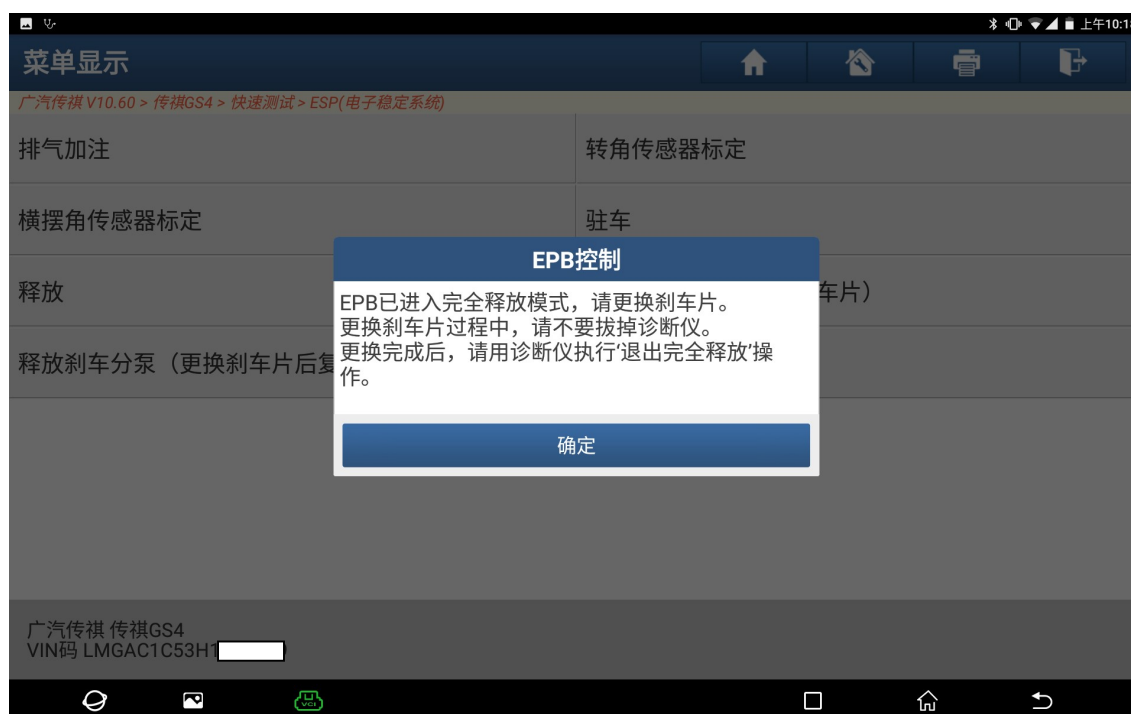 上午10:1
菜单显示
广汽传祺 V10.60 > 传祺GS4 > 快速测试 > ESP(电子稳定系统)
排气加注
转角传感器标定
横摆角传感器标定
驻车
释放
车片）
释放刹车分泵（更换刹车片后复
EPB控制
EPB已进入完全释放模式，请更换刹车片。
更换刹车片过程中，请不要拔掉诊断仪。
更换完成后，请用诊断仪执行‘退出完全释放’操
作。
确定
广汽传祺 传祺GS4
VIN码 LMGAC1C53H1
VCI